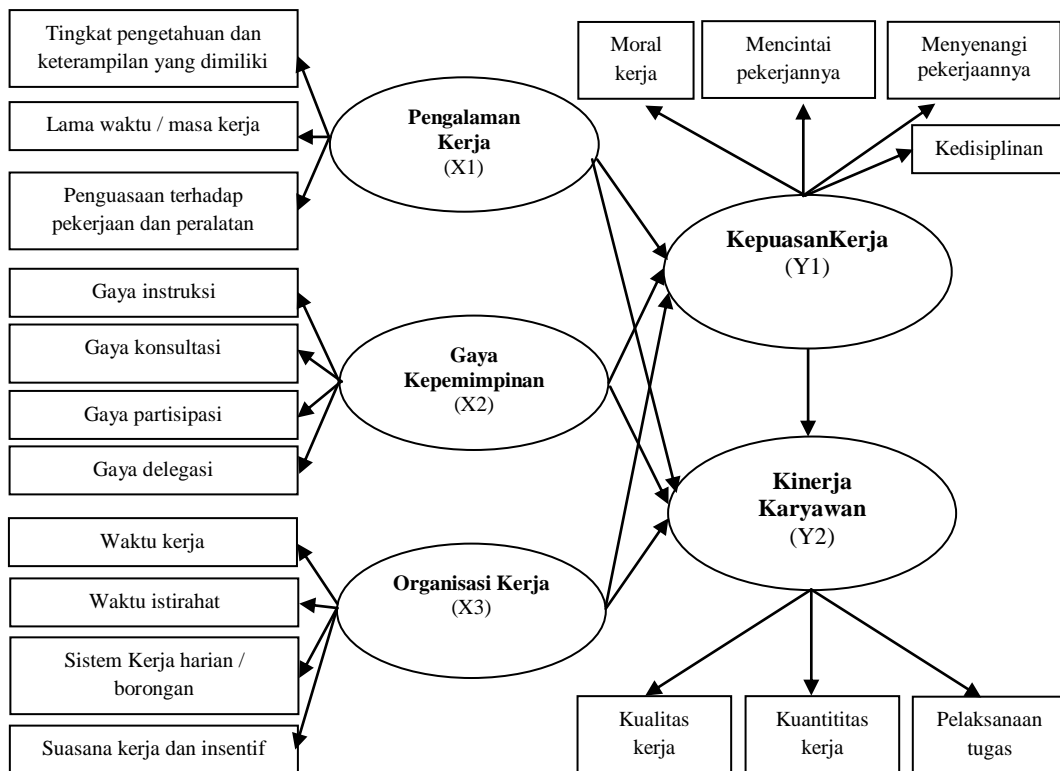 Tingkat pengetahuan dan
keterampilan yang dimiliki
Lama waktu / masa kerja
Penguasaan terhadap
pekerjaan dan peralatan
Gaya instruksi
Gaya konsultasi
Gaya partisipasi
Gaya delegasi
Waktu kerja
Waktu istirahat
Sistem Kerja harian /
borongan
Suasana kerja dan insentif
Pengalaman
Kerja
(X1)
Gaya
Kepemimpinan
(X2)
Organisasi Kerja
(X3)
Moral
kerja
Mencintai
pekerjannya
Menyenangi
pekerjaannya
Kedisiplinan
KepuasanKerja
(Y1)
Kinerja
Karyawan
(Y2)
Kualitas
kerja
Kuantititas
kerja
Pelaksanaan
tugas